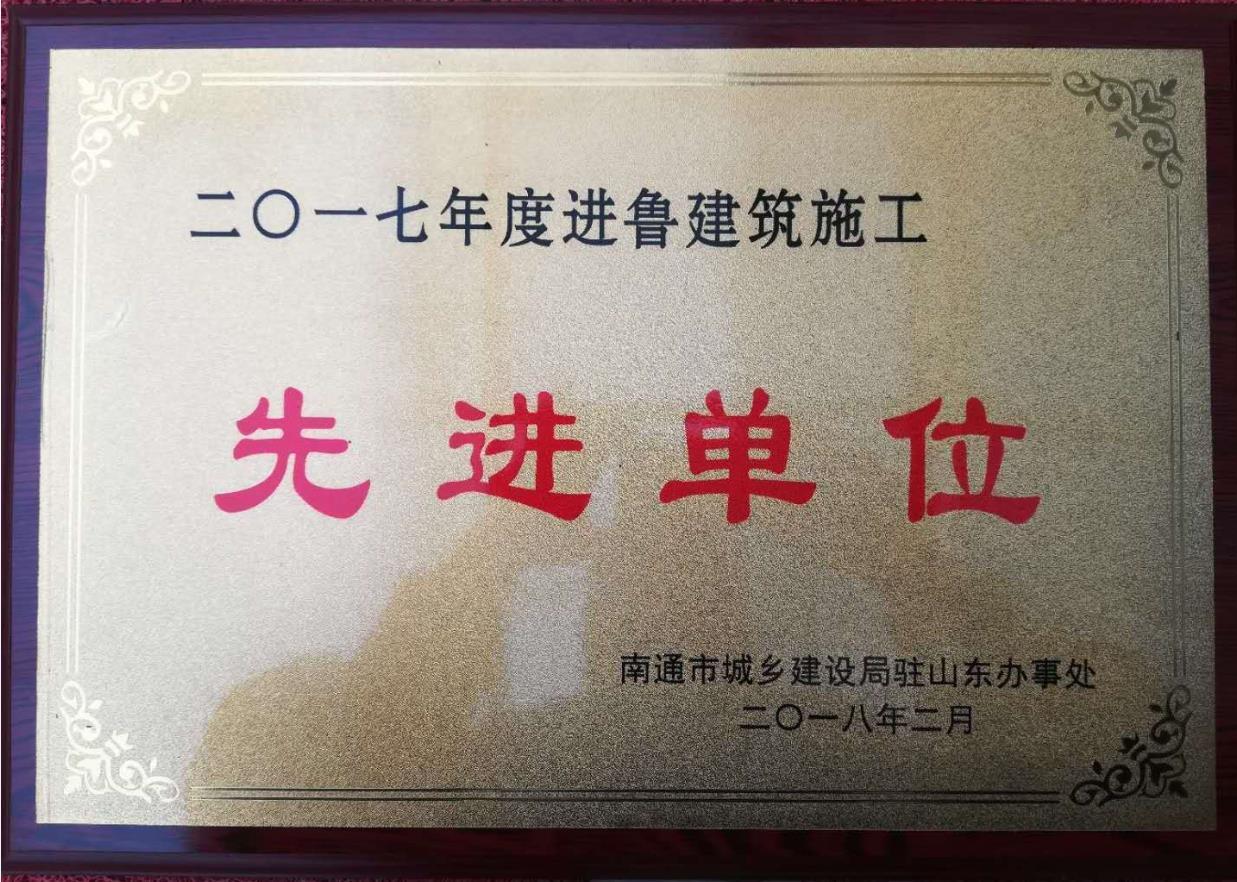 二〇一七年度进鲁建筑施工
先进单位
南通市城乡建设局驻山东办事处
二〇一八年二月